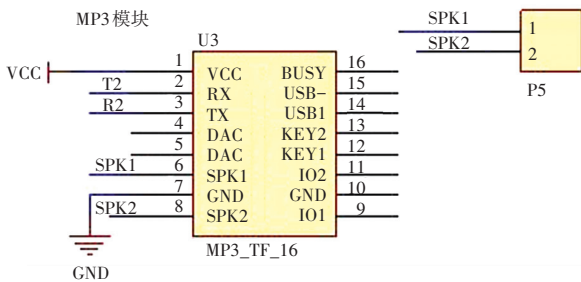 MP3模块
U3
VCC
1 VCC BUSY 16
T2 2 RX USB- 15
R2 3 TX USB1 14
4 DAC KEY2 13
5 DAC KEY1 12
SPK1 6 SPK1 IO2 11
7 GND GND 10
SPK2 8 SPK2 IO1 9
MP3_TF_16
GND
SPK1 1
SPK2 2
P5